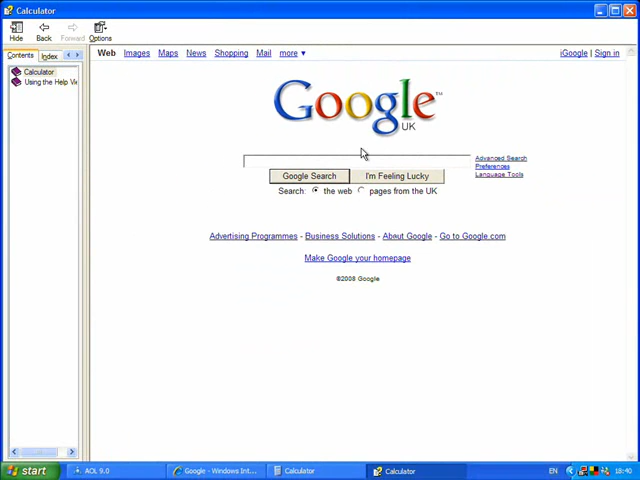 Calculator
Hide Back Forward Options
Contents Index
Calculator
Using the Help Vie
Web Images Maps News Shopping Mail more ▼ iGoogle | Sign in
Google™
UK
Advanced Search
Preferences
Language Tools
Google Search I'm Feeling Lucky
Search: the web pages from the UK
Advertising Programmes - Business Solutions - About Google - Go to Google.com
Make Google your homepage
©2008 Google
start AOL 9.0 Google - Windows Int... Calculator Calculator EN 18:40